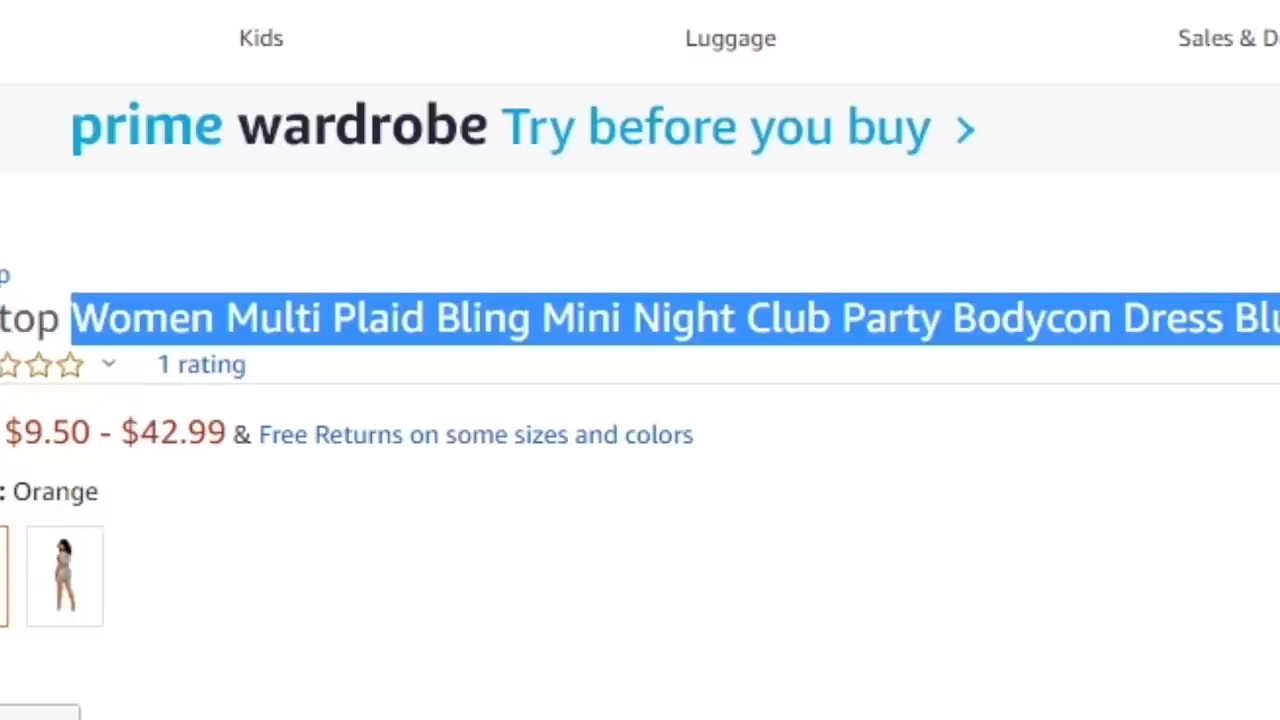 Kids Luggage Sales & D
prime wardrobe Try before you buy >
p
top Women Multi Plaid Bling Mini Night Club Party Bodycon Dress Blu
1 rating
$9.50 - $42.99 & Free Returns on some sizes and colors
: Orange